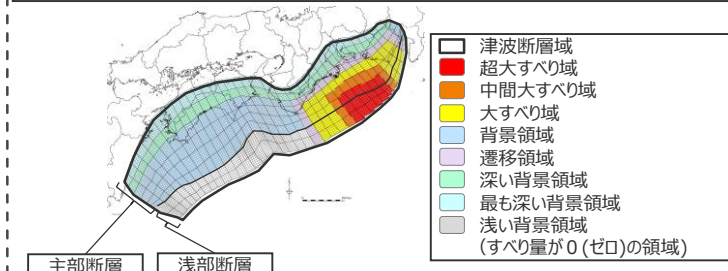 津波断層域
超大すべり域
中間大すべり域
大すべり域
背景領域
遷移領域
深い背景領域
最も深い背景領域
浅い背景領域
(すべり量が０(ゼロ)の領域)
主部断層
浅部断層